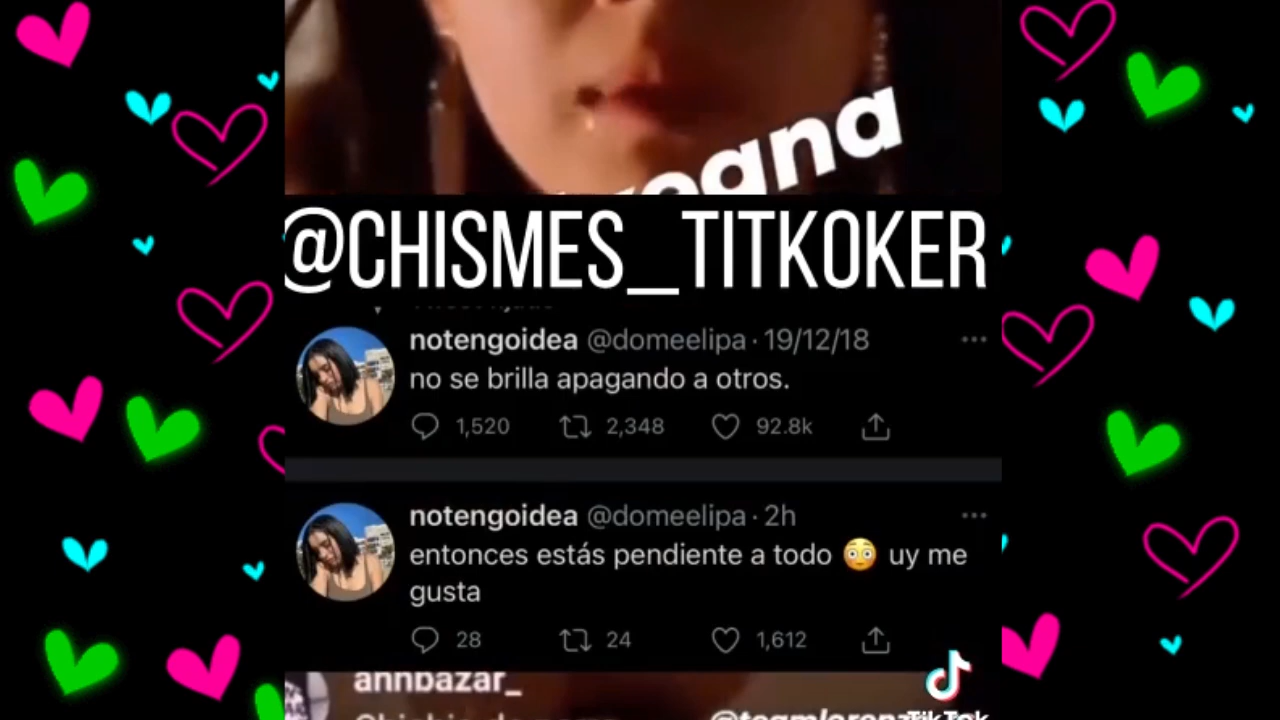 @CHISMES_TITKOKER
notengoidea @domeelipa · 19/12/18
no se brilla apagando a otros.
1,520 2,348 92.8k
notengoidea @domeelipa · 2h
entonces estás pendiente a todo 😳 uy me
gusta
28 24 1,612
annbazar_
TikTok